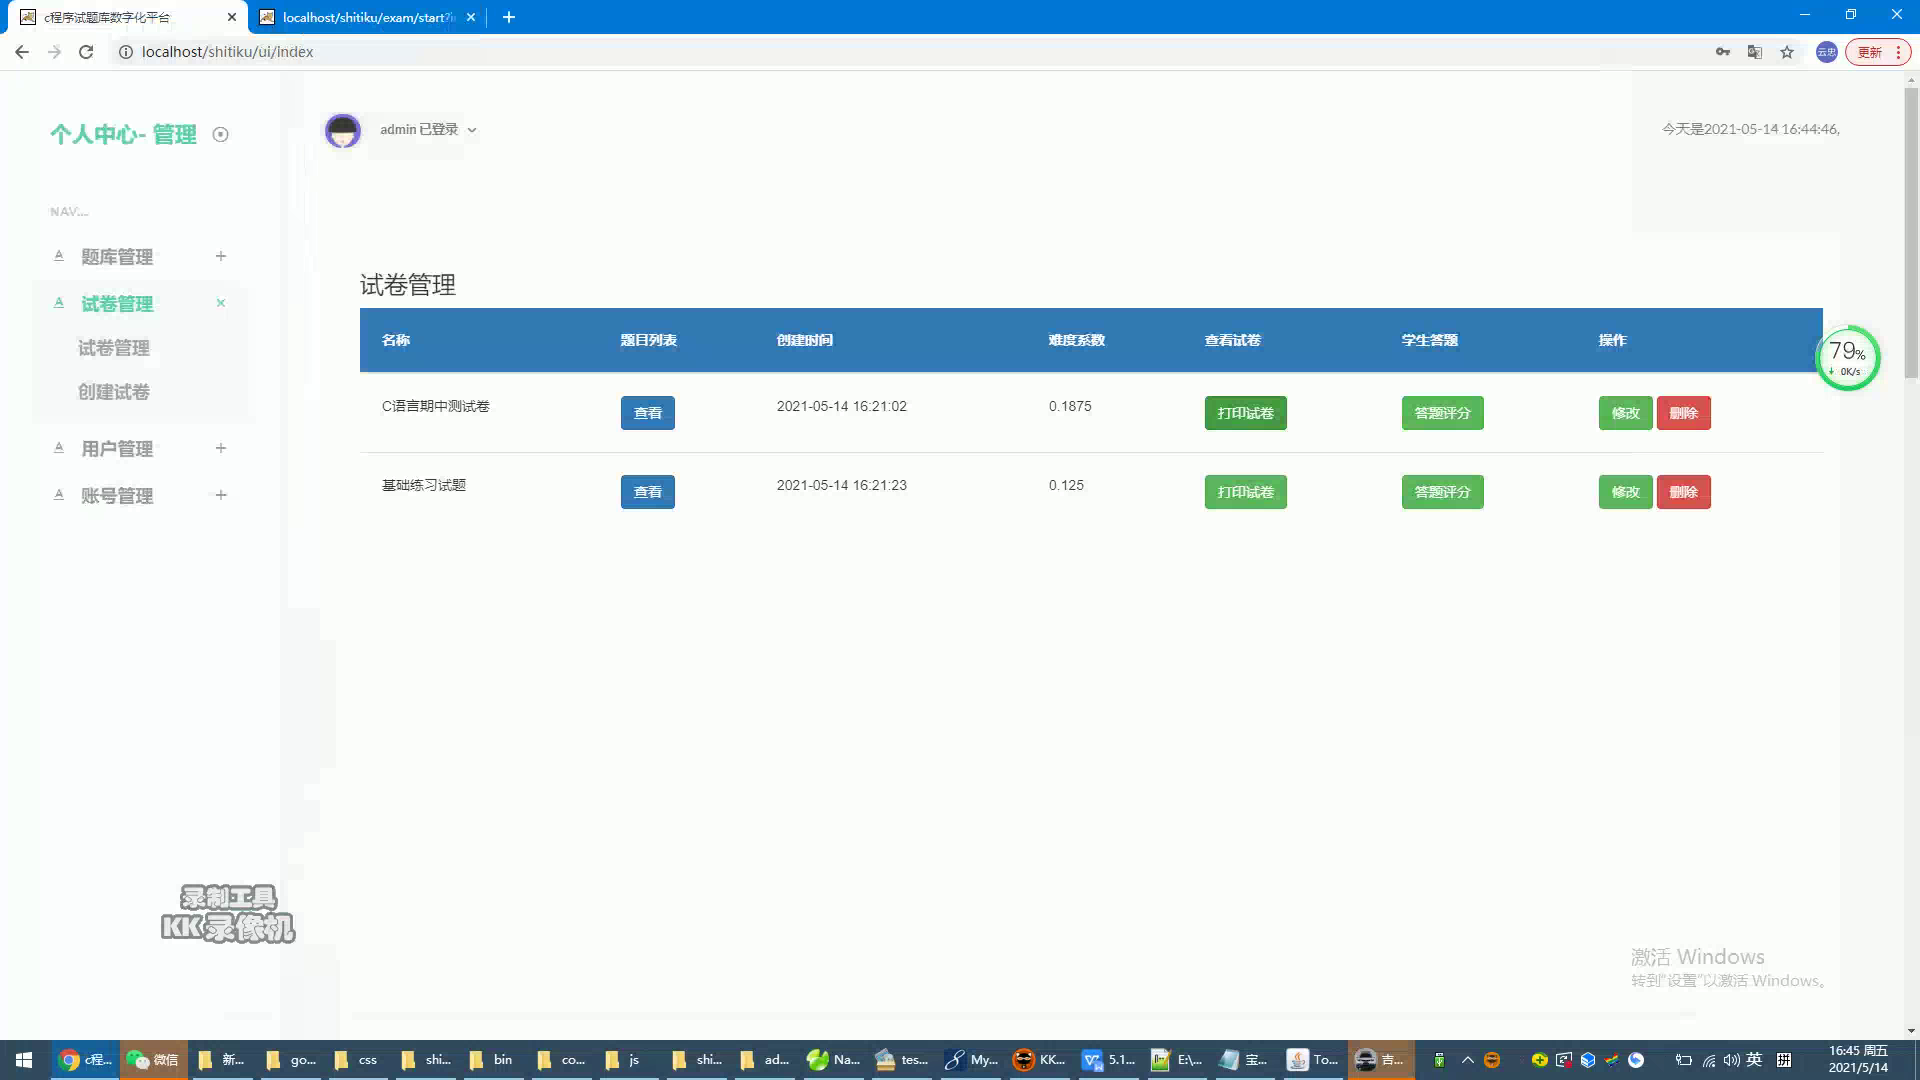 c程序试题库数字化平台
localhost/shitiku/exam/start?i
localhost/shitiku/ui/index
云忠
更新
个人中心- 管理
admin 已登录
今天是2021-05-14 16:44:46,
NAV....
题库管理
试卷管理
试卷管理
创建试卷
用户管理
账号管理
试卷管理
名称 题目列表 创建时间 难度系数 查看试卷 学生答题 操作
C语言期中测试卷 查看 2021-05-14 16:21:02 0.1875 打印试卷 答题评分 修改 删除
基础练习试题 查看 2021-05-14 16:21:23 0.125 打印试卷 答题评分 修改 删除
79%
0K/s
录制工具
KK录像机
激活 Windows
转到"设置"以激活 Windows。
c程... 微信 新... go... css shi... bin co... js shi... ad... Na... tes... My... KK... 5.1... E:\... 宝... To... 吉... 英 拼
16:45 周五
2021/5/14